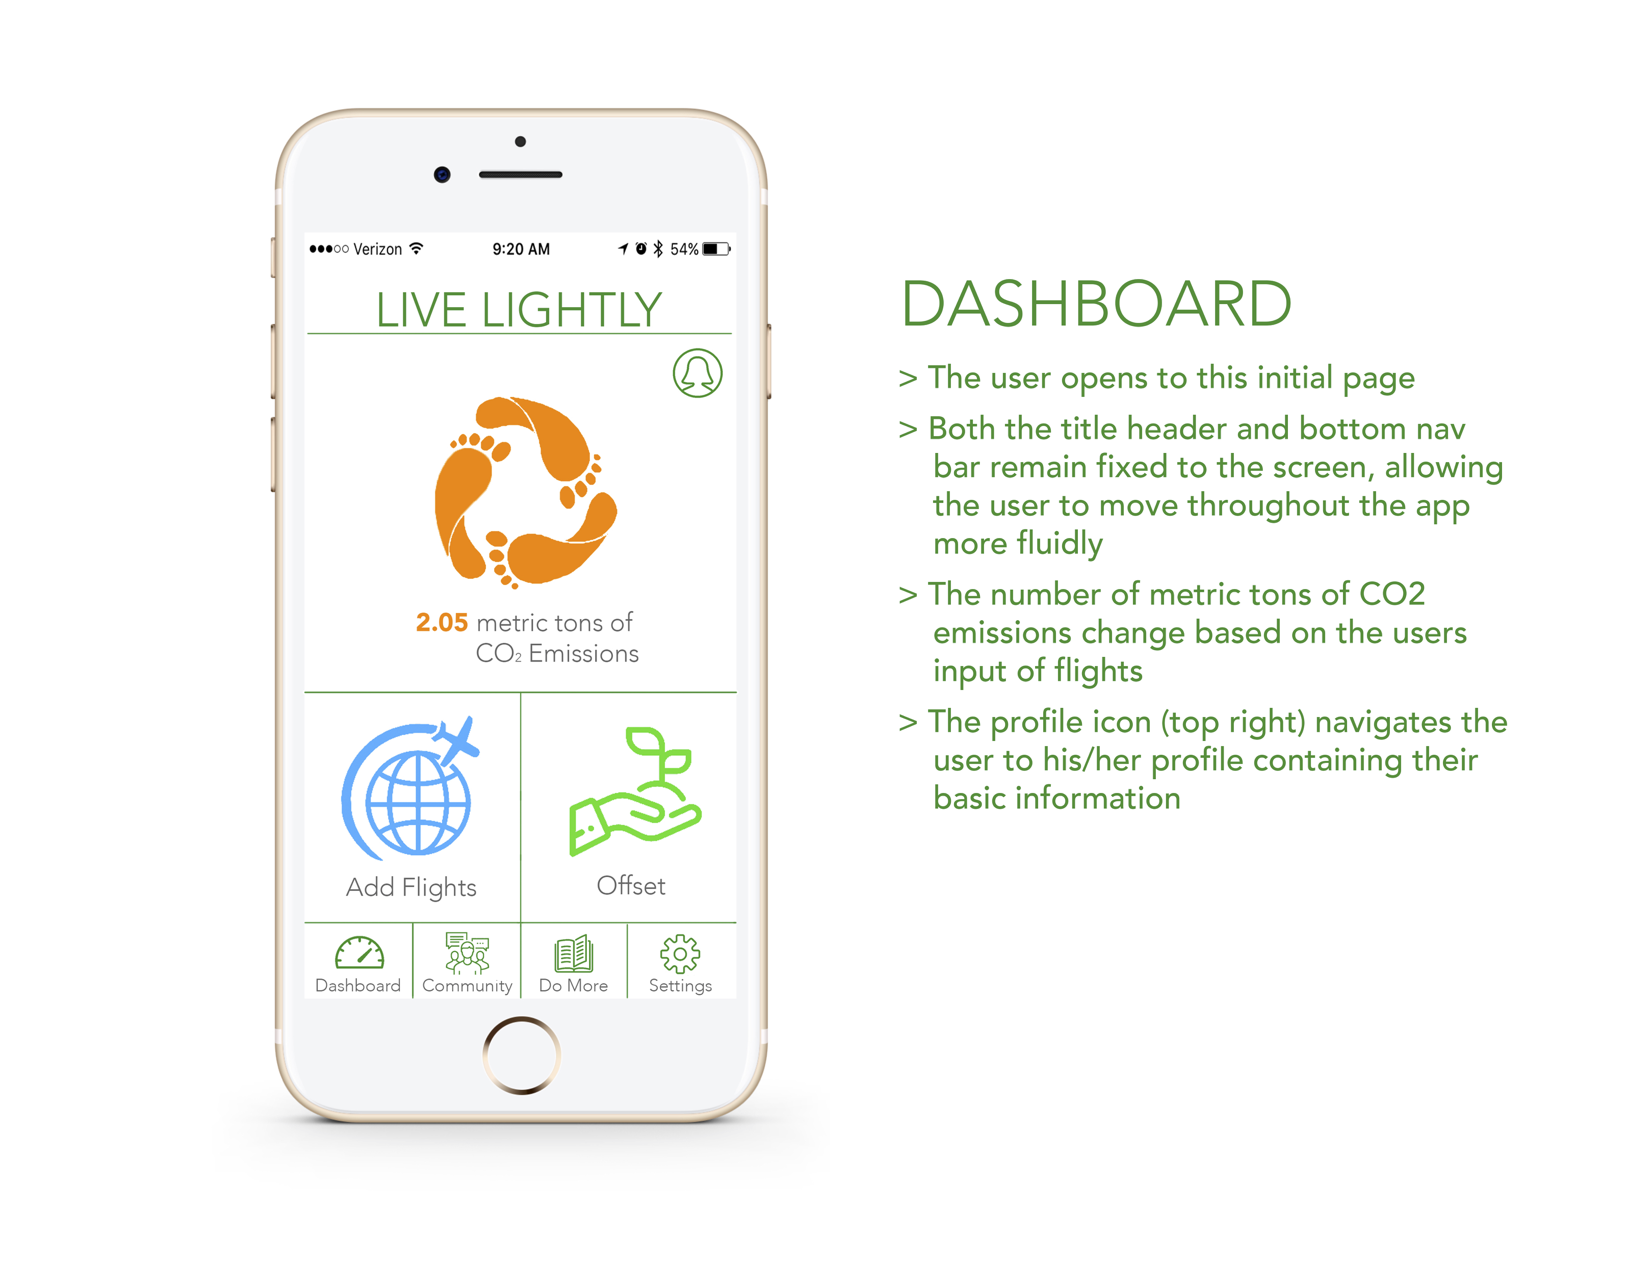 Verizon 9:20 AM 54%
LIVE LIGHTLY
2.05 metric tons of
CO₂ Emissions
Add Flights
Offset
Dashboard
Community
Do More
Settings
DASHBOARD
> The user opens to this initial page
> Both the title header and bottom nav
bar remain fixed to the screen, allowing
the user to move throughout the app
more fluidly
> The number of metric tons of CO2
emissions change based on the users
input of flights
> The profile icon (top right) navigates the
user to his/her profile containing their
basic information